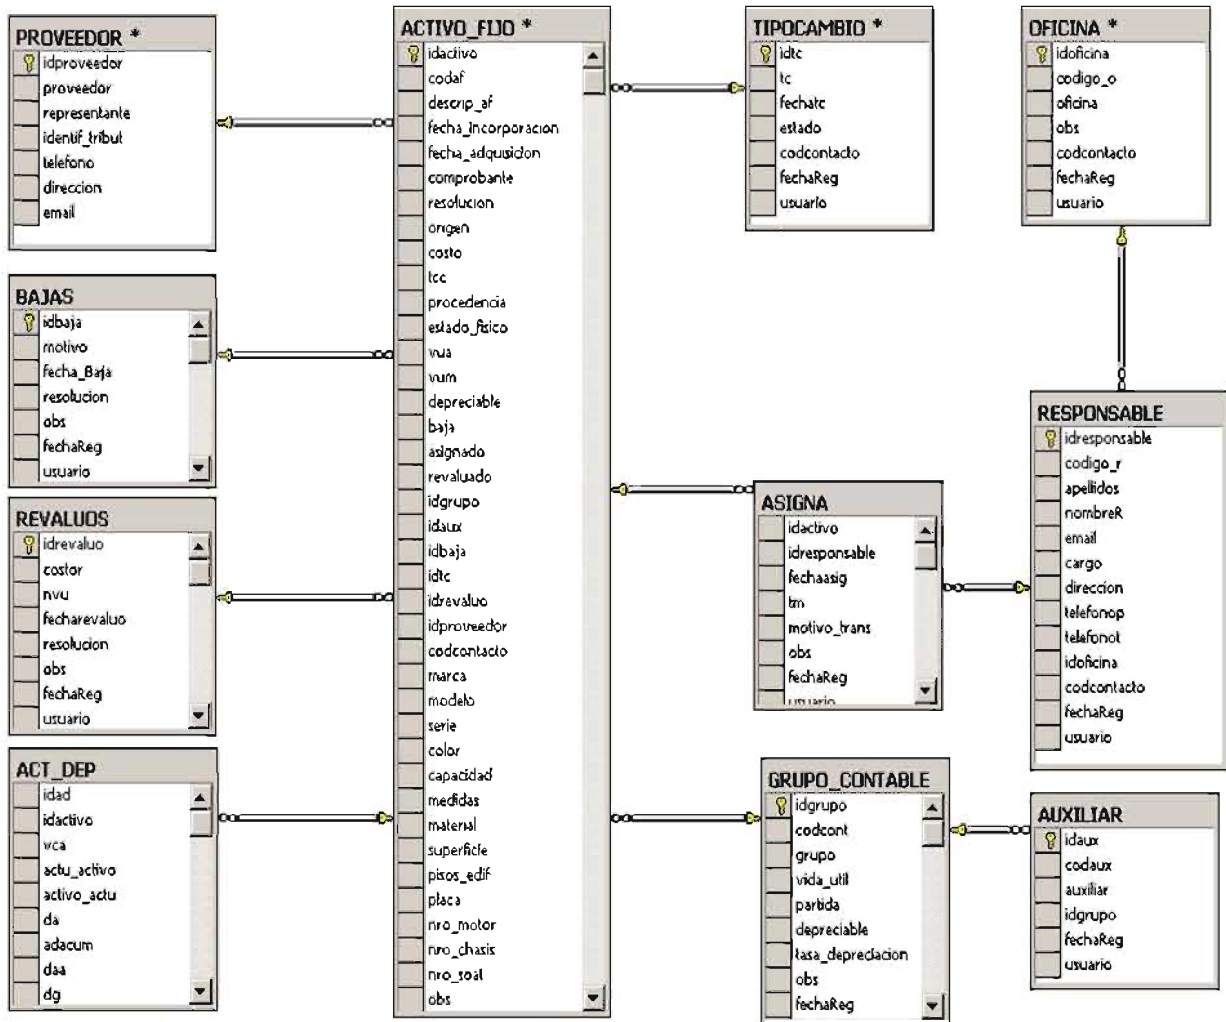 PROVEEDOR *
idproveedor
proveedor
representante
identif_tribut
telefono
direccion
email
BAJAS
idbaja
motivo
fecha_Baja
resolucion
obs
fechaReg
usuario
REVALUOS
idrevaluo
costor
nvu
fecharevaluo
resolucion
obs
fechaReg
usuario
ACT_DEP
idad
idactivo
vca
actu_activo
activo_actu
da
adacum
daa
dg
ACTIVO_FIJO *
idactivo
codaf
descrip_af
fecha_incorporacion
fecha_adquisicion
comprobante
resolucion
origen
costo
tcc
procedencia
estado_fisico
vua
vum
depreciable
baja
asignado
revaluado
idgrupo
idaux
idbaja
idtc
idrevaluo
idproveedor
codcontacto
marca
modelo
serie
color
capacidad
medidas
material
superficie
pisos_edif
placa
nro_motor
nro_chasis
nro_soat
obs
TIPOCAMBIO *
idtc
tc
fechatc
estado
codcontacto
fechaReg
usuario
OFICINA *
idoficina
codigo_o
oficina
obs
codcontacto
fechaReg
usuario
ASIGNA
idactivo
idresponsable
fechaasig
tm
motivo_trans
obs
fechaReg
usuario
RESPONSABLE
idresponsable
codigo_r
apellidos
nombreR
email
cargo
direccion
telefonop
telefonot
idoficina
codcontacto
fechaReg
usuario
GRUPO_CONTABLE
idgrupo
codcont
grupo
vida_util
partida
depreciable
tasa_depreciacion
obs
fechaReg
AUXILIAR
idaux
codaux
auxiliar
idgrupo
fechaReg
usuario